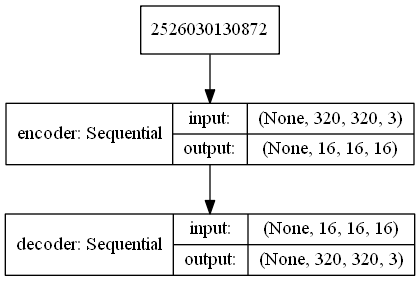 2526030130872
encoder: Sequential
input:
(None, 320, 320, 3)
output:
(None, 16, 16, 16)
decoder: Sequential
input:
(None, 16, 16, 16)
output:
(None, 320, 320, 3)